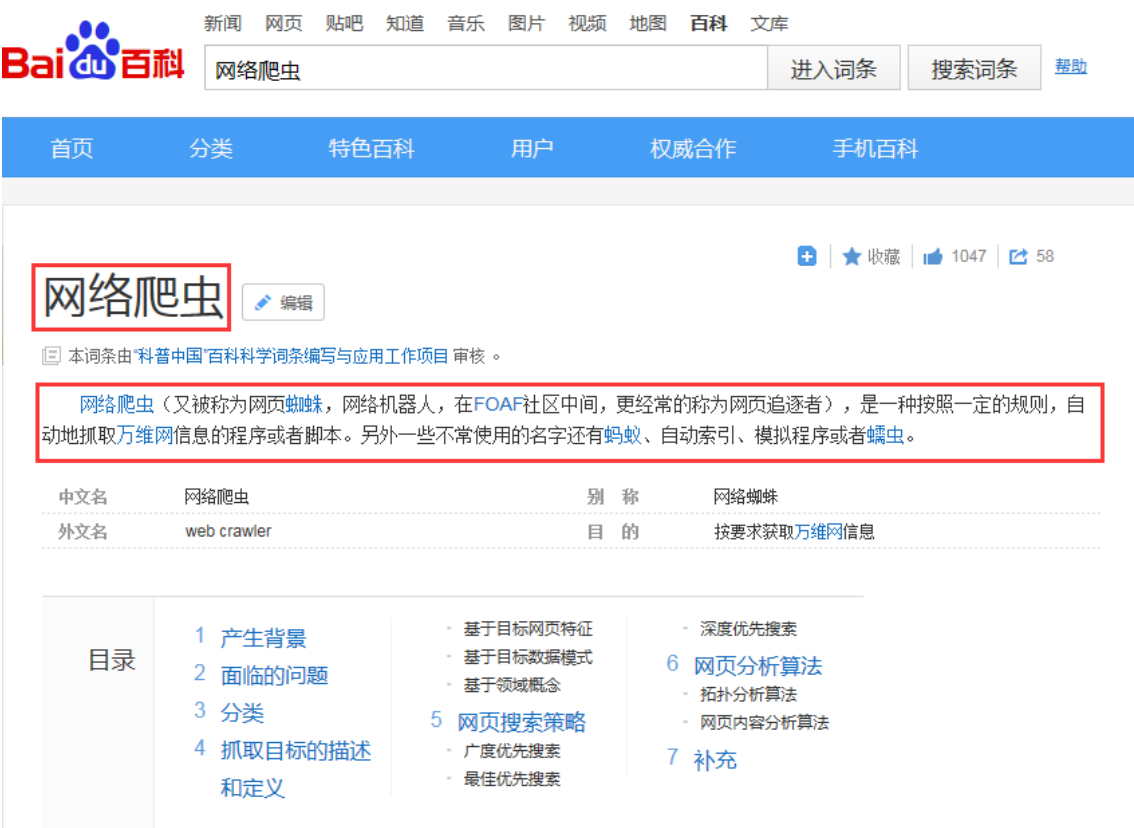 新闻 网页 贴吧 知道 音乐 图片 视频 地图 百科 文库
Bai du 百科
网络爬虫 进入词条 搜索词条 帮助
首页 分类 特色百科 用户 权威合作 手机百科
收藏 1047 58
网络爬虫 编辑
本词条由“科普中国”百科科学词条编写与应用工作项目 审核 。
网络爬虫（又被称为网页蜘蛛，网络机器人，在FOAF社区中间，更经常的称为网页追逐者），是一种按照一定的规则，自
动地抓取万维网信息的程序或者脚本。另外一些不常使用的名字还有蚂蚁、自动索引、模拟程序或者蠕虫。
中文名 网络爬虫 别 称 网络蜘蛛
外文名 web crawler 目 的 按要求获取万维网信息
目录
1 产生背景
2 面临的问题
3 分类
4 抓取目标的描述
和定义
- 基于目标网页特征
- 基于目标数据模式
- 基于领域概念
5 网页搜索策略
- 广度优先搜索
- 最佳优先搜索
- 深度优先搜索
6 网页分析算法
- 拓扑分析算法
- 网页内容分析算法
7 补充